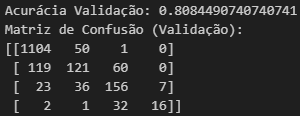 Acurácia Validação: 0.8084490740740741
Matriz de Confusão (Validação):
[[1104   50    1    0]
 [ 119  121   60    0]
 [  23   36  156    7]
 [   2    1   32   16]]